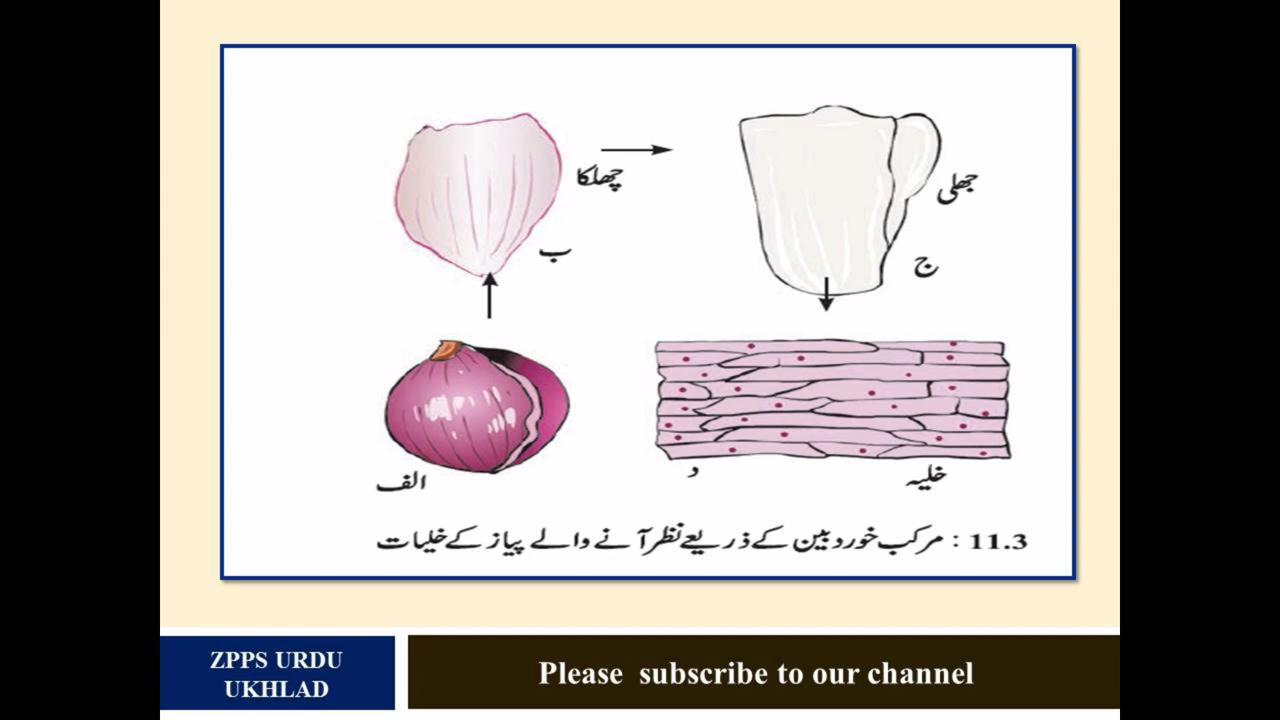 چھلکا
ب
جھلی
ج
الف
د
خلیہ
11.3 : مرکب خوردبین کے ذریعے نظر آنے والے پیاز کے خلیات
ZPPS URDU
UKHLAD
Please subscribe to our channel